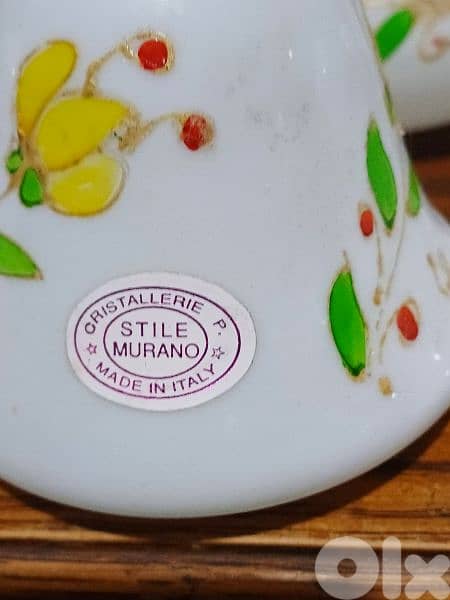 CRISTALLERIE P.
STILE
MURANO
☆ MADE IN ITALY ☆
OLX